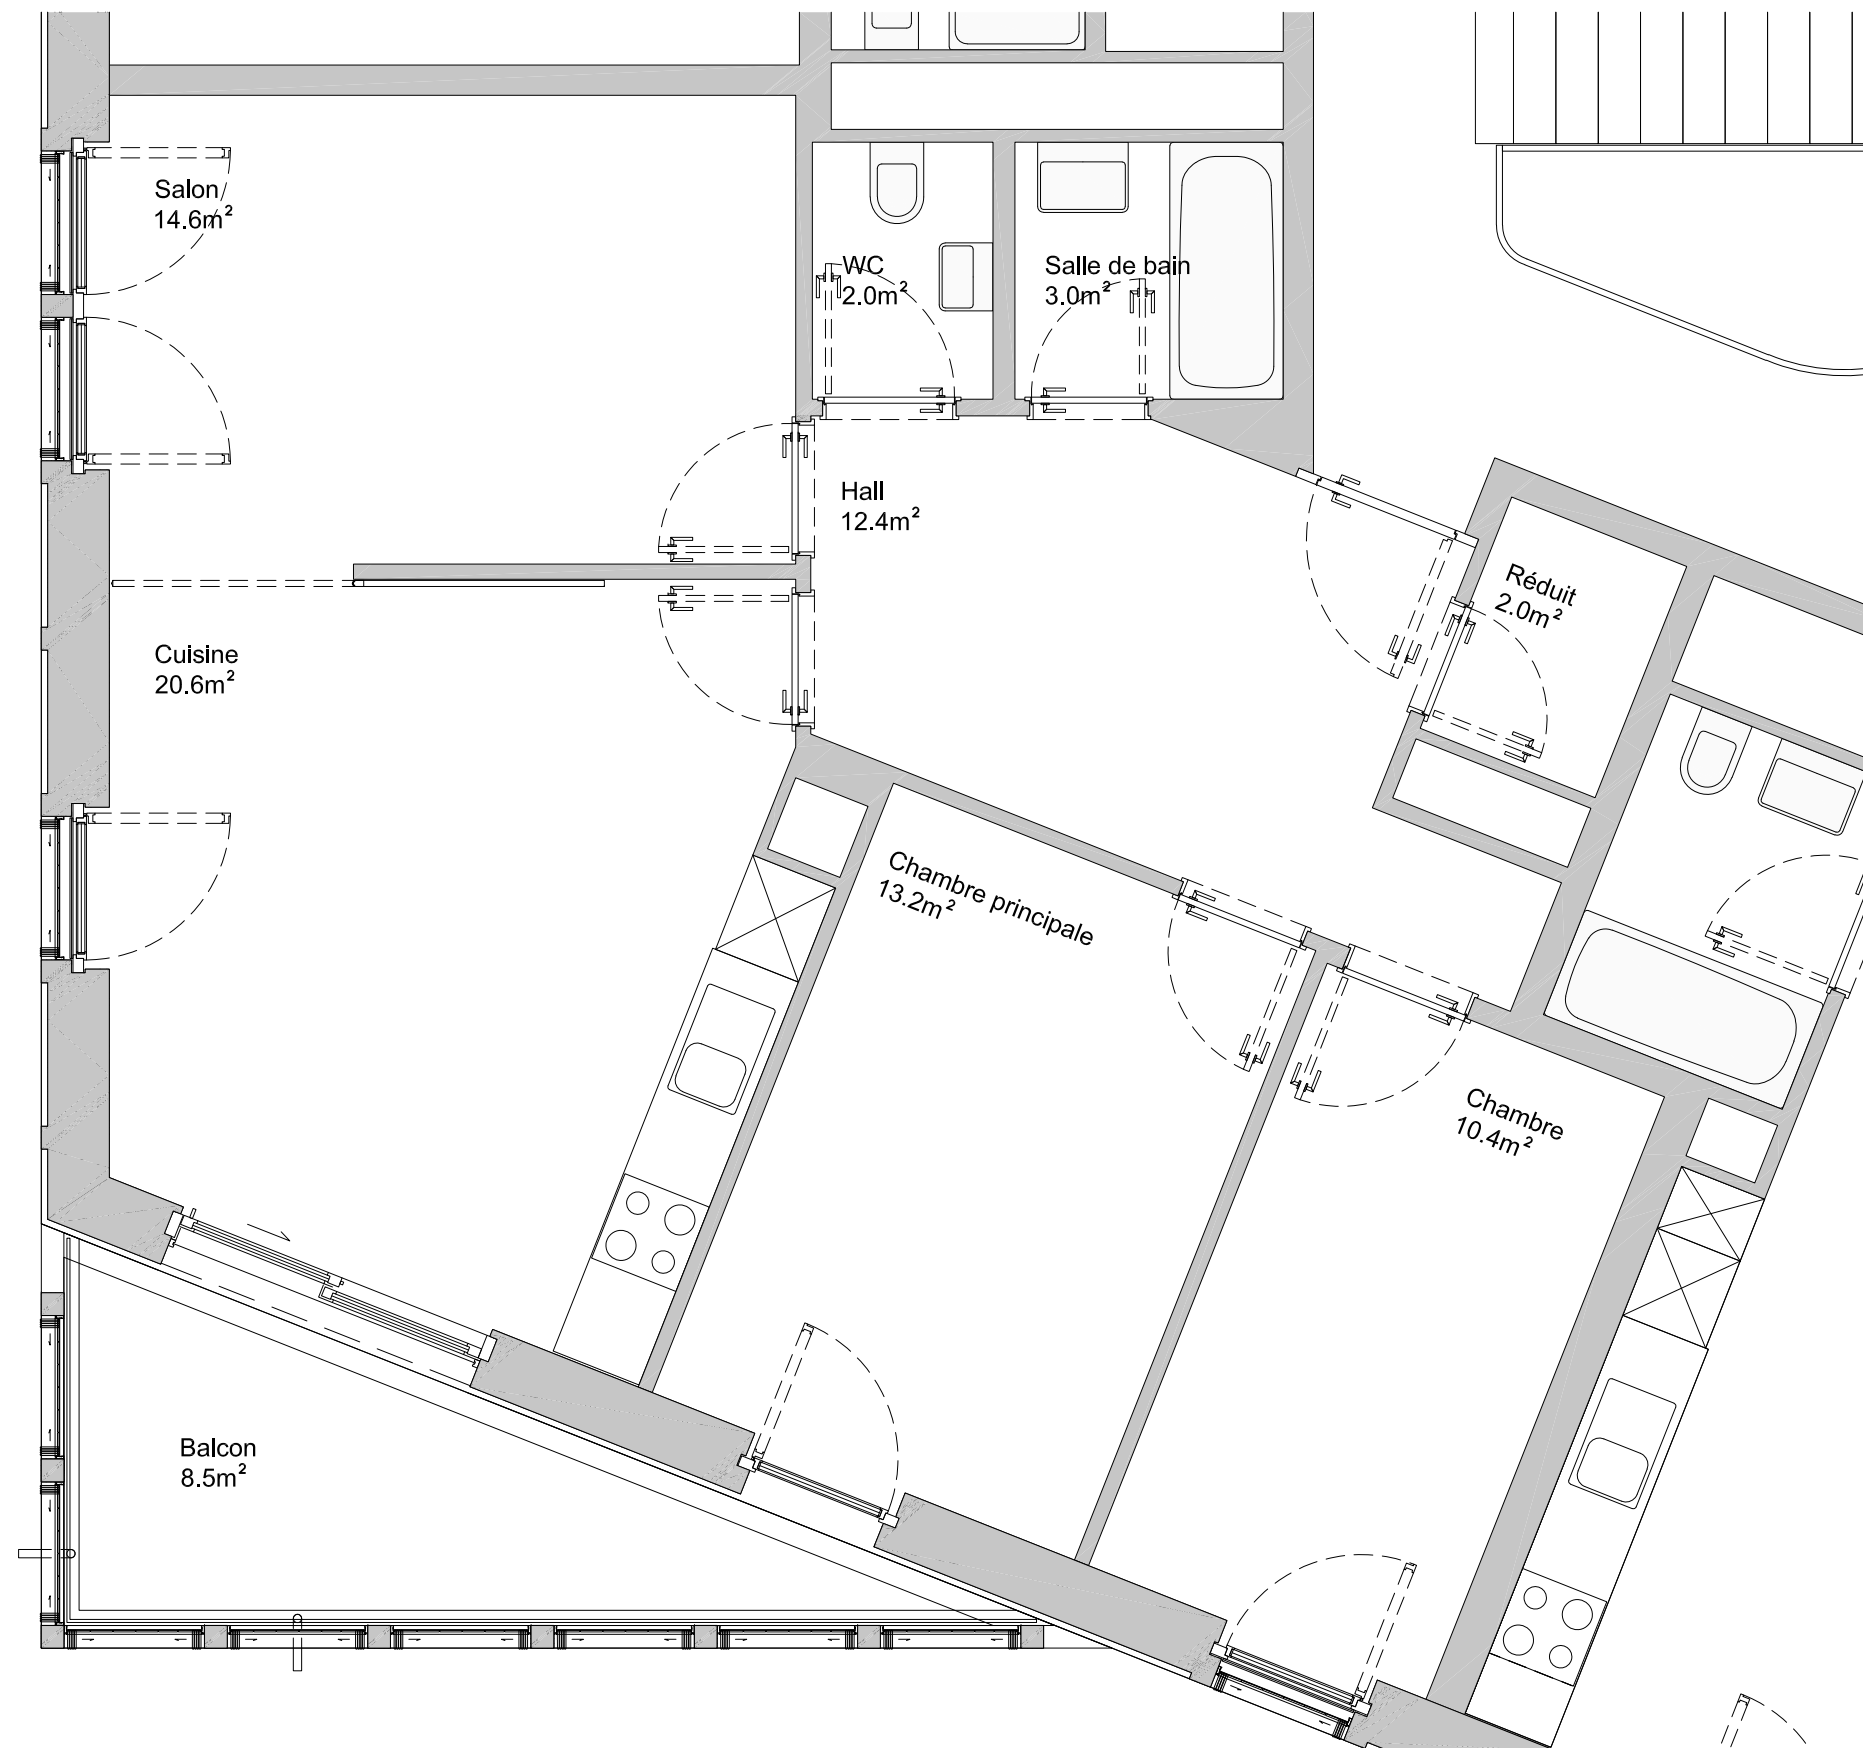 Salon
14.6m²
WC
2.0m²
Salle de bain
3.0m²
Hall
12.4m²
Réduit
2.0m²
Cuisine
20.6m²
Chambre principale
13.2m²
Chambre
10.4m²
Balcon
8.5m²